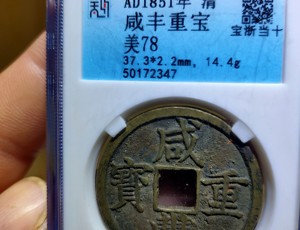 AD1851年 清
咸丰重宝
宝浙当十
美78
37.3*2.2mm, 14.4g
50172347
咸
寶 重